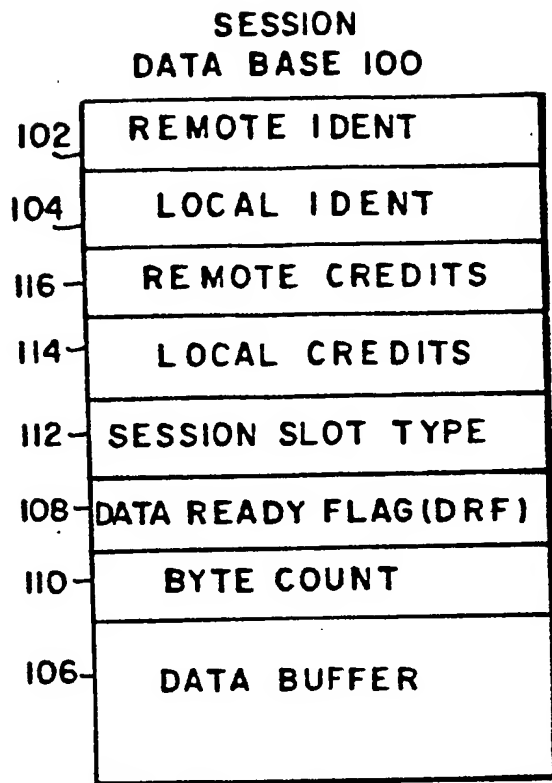 SESSION
DATA BASE 100
102 REMOTE IDENT
104 LOCAL IDENT
116 REMOTE CREDITS
114 LOCAL CREDITS
112 SESSION SLOT TYPE
108 DATA READY FLAG(DRF)
110 BYTE COUNT
106 DATA BUFFER